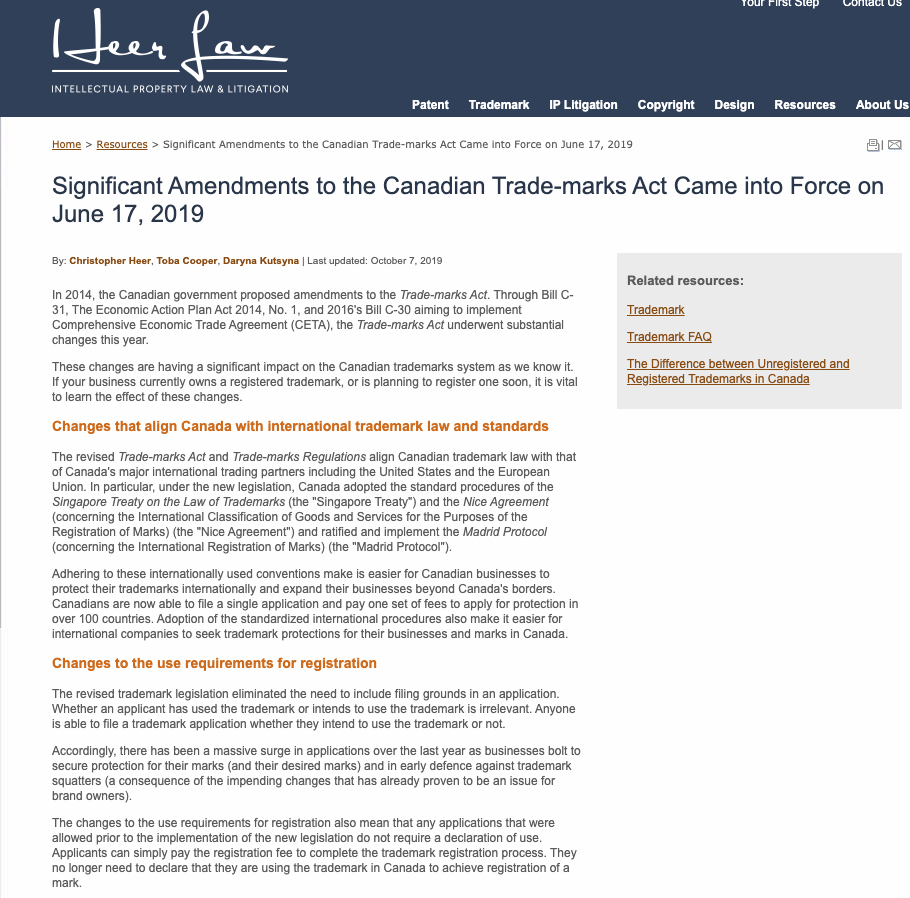 Your First Step Contact Us
Heer Law
INTELLECTUAL PROPERTY LAW & LITIGATION
Patent Trademark IP Litigation Copyright Design Resources About Us
Home > Resources > Significant Amendments to the Canadian Trade-marks Act Came into Force on June 17, 2019
Significant Amendments to the Canadian Trade-marks Act Came into Force on
June 17, 2019
By: Christopher Heer, Toba Cooper, Daryna Kutsyna | Last updated: October 7, 2019
In 2014, the Canadian government proposed amendments to the Trade-marks Act. Through Bill C-
31, The Economic Action Plan Act 2014, No. 1, and 2016's Bill C-30 aiming to implement
Comprehensive Economic Trade Agreement (CETA), the Trade-marks Act underwent substantial
changes this year.
These changes are having a significant impact on the Canadian trademarks system as we know it.
If your business currently owns a registered trademark, or is planning to register one soon, it is vital
to learn the effect of these changes.
Changes that align Canada with international trademark law and standards
The revised Trade-marks Act and Trade-marks Regulations align Canadian trademark law with that
of Canada's major international trading partners including the United States and the European
Union. In particular, under the new legislation, Canada adopted the standard procedures of the
Singapore Treaty on the Law of Trademarks (the "Singapore Treaty") and the Nice Agreement
(concerning the International Classification of Goods and Services for the Purposes of the
Registration of Marks) (the "Nice Agreement") and ratified and implement the Madrid Protocol
(concerning the International Registration of Marks) (the "Madrid Protocol").
Adhering to these internationally used conventions make is easier for Canadian businesses to
protect their trademarks internationally and expand their businesses beyond Canada's borders.
Canadians are now able to file a single application and pay one set of fees to apply for protection in
over 100 countries. Adoption of the standardized international procedures also make it easier for
international companies to seek trademark protections for their businesses and marks in Canada.
Changes to the use requirements for registration
The revised trademark legislation eliminated the need to include filing grounds in an application.
Whether an applicant has used the trademark or intends to use the trademark is irrelevant. Anyone
is able to file a trademark application whether they intend to use the trademark or not.
Accordingly, there has been a massive surge in applications over the last year as businesses bolt to
secure protection for their marks (and their desired marks) and in early defence against trademark
squatters (a consequence of the impending changes that has already proven to be an issue for
brand owners).
The changes to the use requirements for registration also mean that any applications that were
allowed prior to the implementation of the new legislation do not require a declaration of use.
Applicants can simply pay the registration fee to complete the trademark registration process. They
no longer need to declare that they are using the trademark in Canada to achieve registration of a
mark.
Related resources:
Trademark
Trademark FAQ
The Difference between Unregistered and
Registered Trademarks in Canada